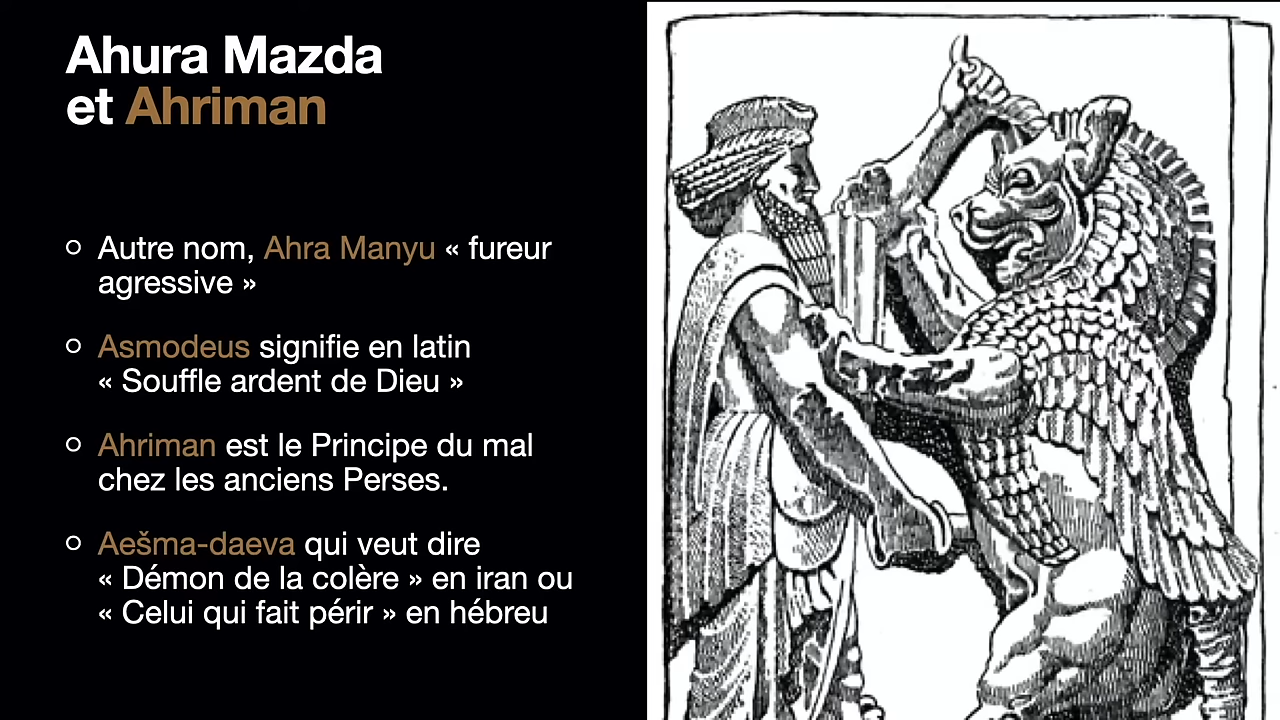 Ahura Mazda
et Ahriman
Autre nom, Ahra Manyu « fureur
agressive »
Asmodeus signifie en latin
« Souffle ardent de Dieu »
Ahriman est le Principe du mal
chez les anciens Perses.
Aešma-daeva qui veut dire
« Démon de la colère » en iran ou
« Celui qui fait périr » en hébreu